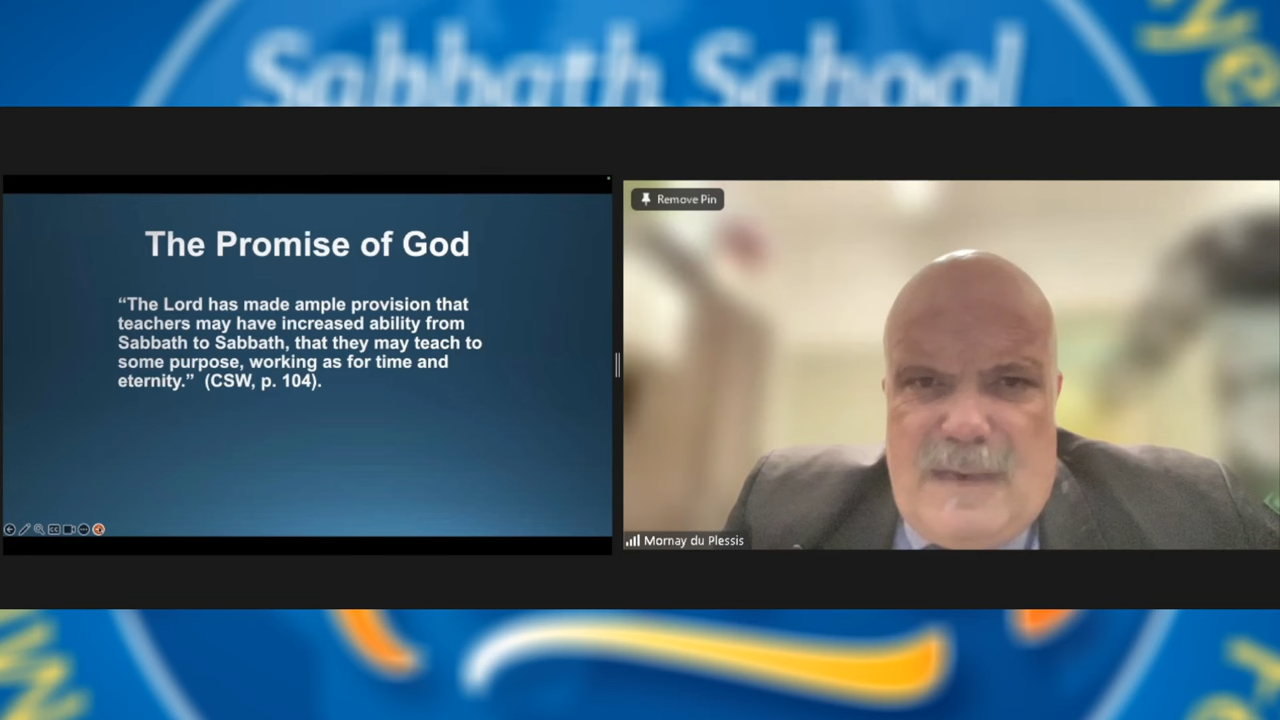 Sabbath School
The Promise of God
“The Lord has made ample provision that
teachers may have increased ability from
Sabbath to Sabbath, that they may teach to
some purpose, working as for time and
eternity.”  (CSW, p. 104).
Remove Pin
Mornay du Plessis